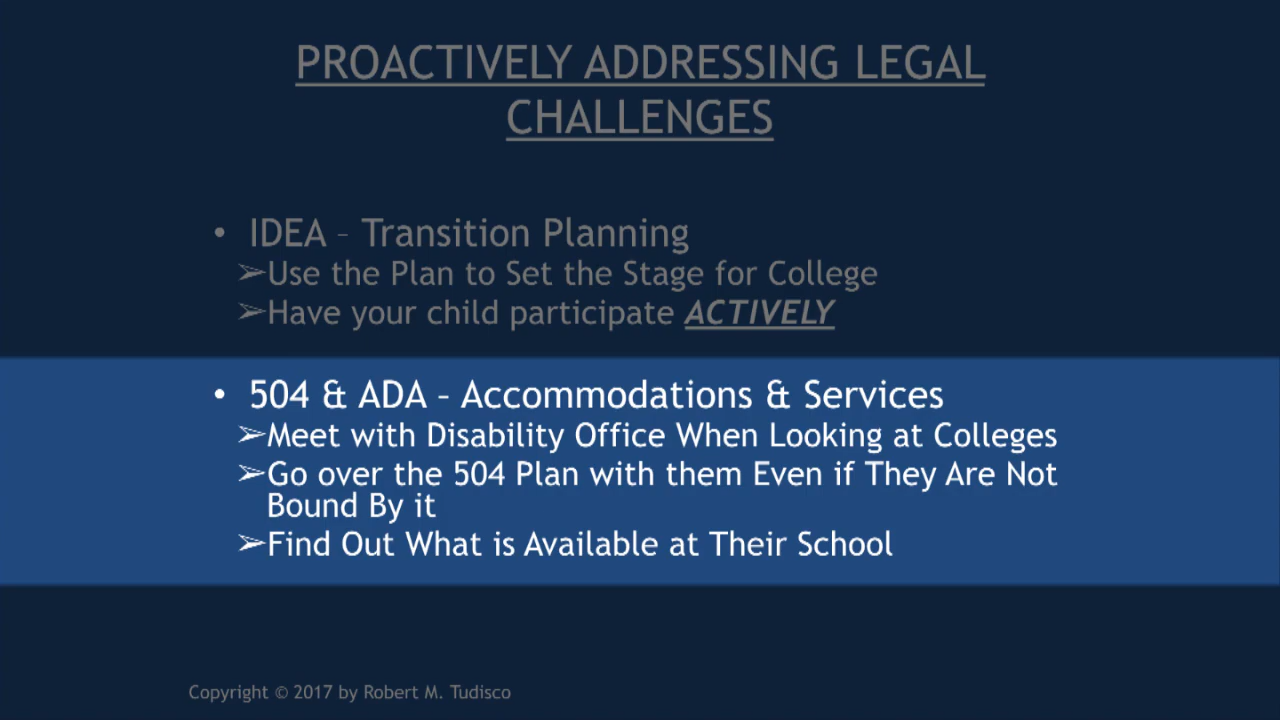 PROACTIVELY ADDRESSING LEGAL
CHALLENGES
• IDEA – Transition Planning
➢Use the Plan to Set the Stage for College
➢Have your child participate ACTIVELY
• 504 & ADA – Accommodations & Services
➢Meet with Disability Office When Looking at Colleges
➢Go over the 504 Plan with them Even if They Are Not
Bound By it
➢Find Out What is Available at Their School
Copyright © 2017 by Robert M. Tudisco